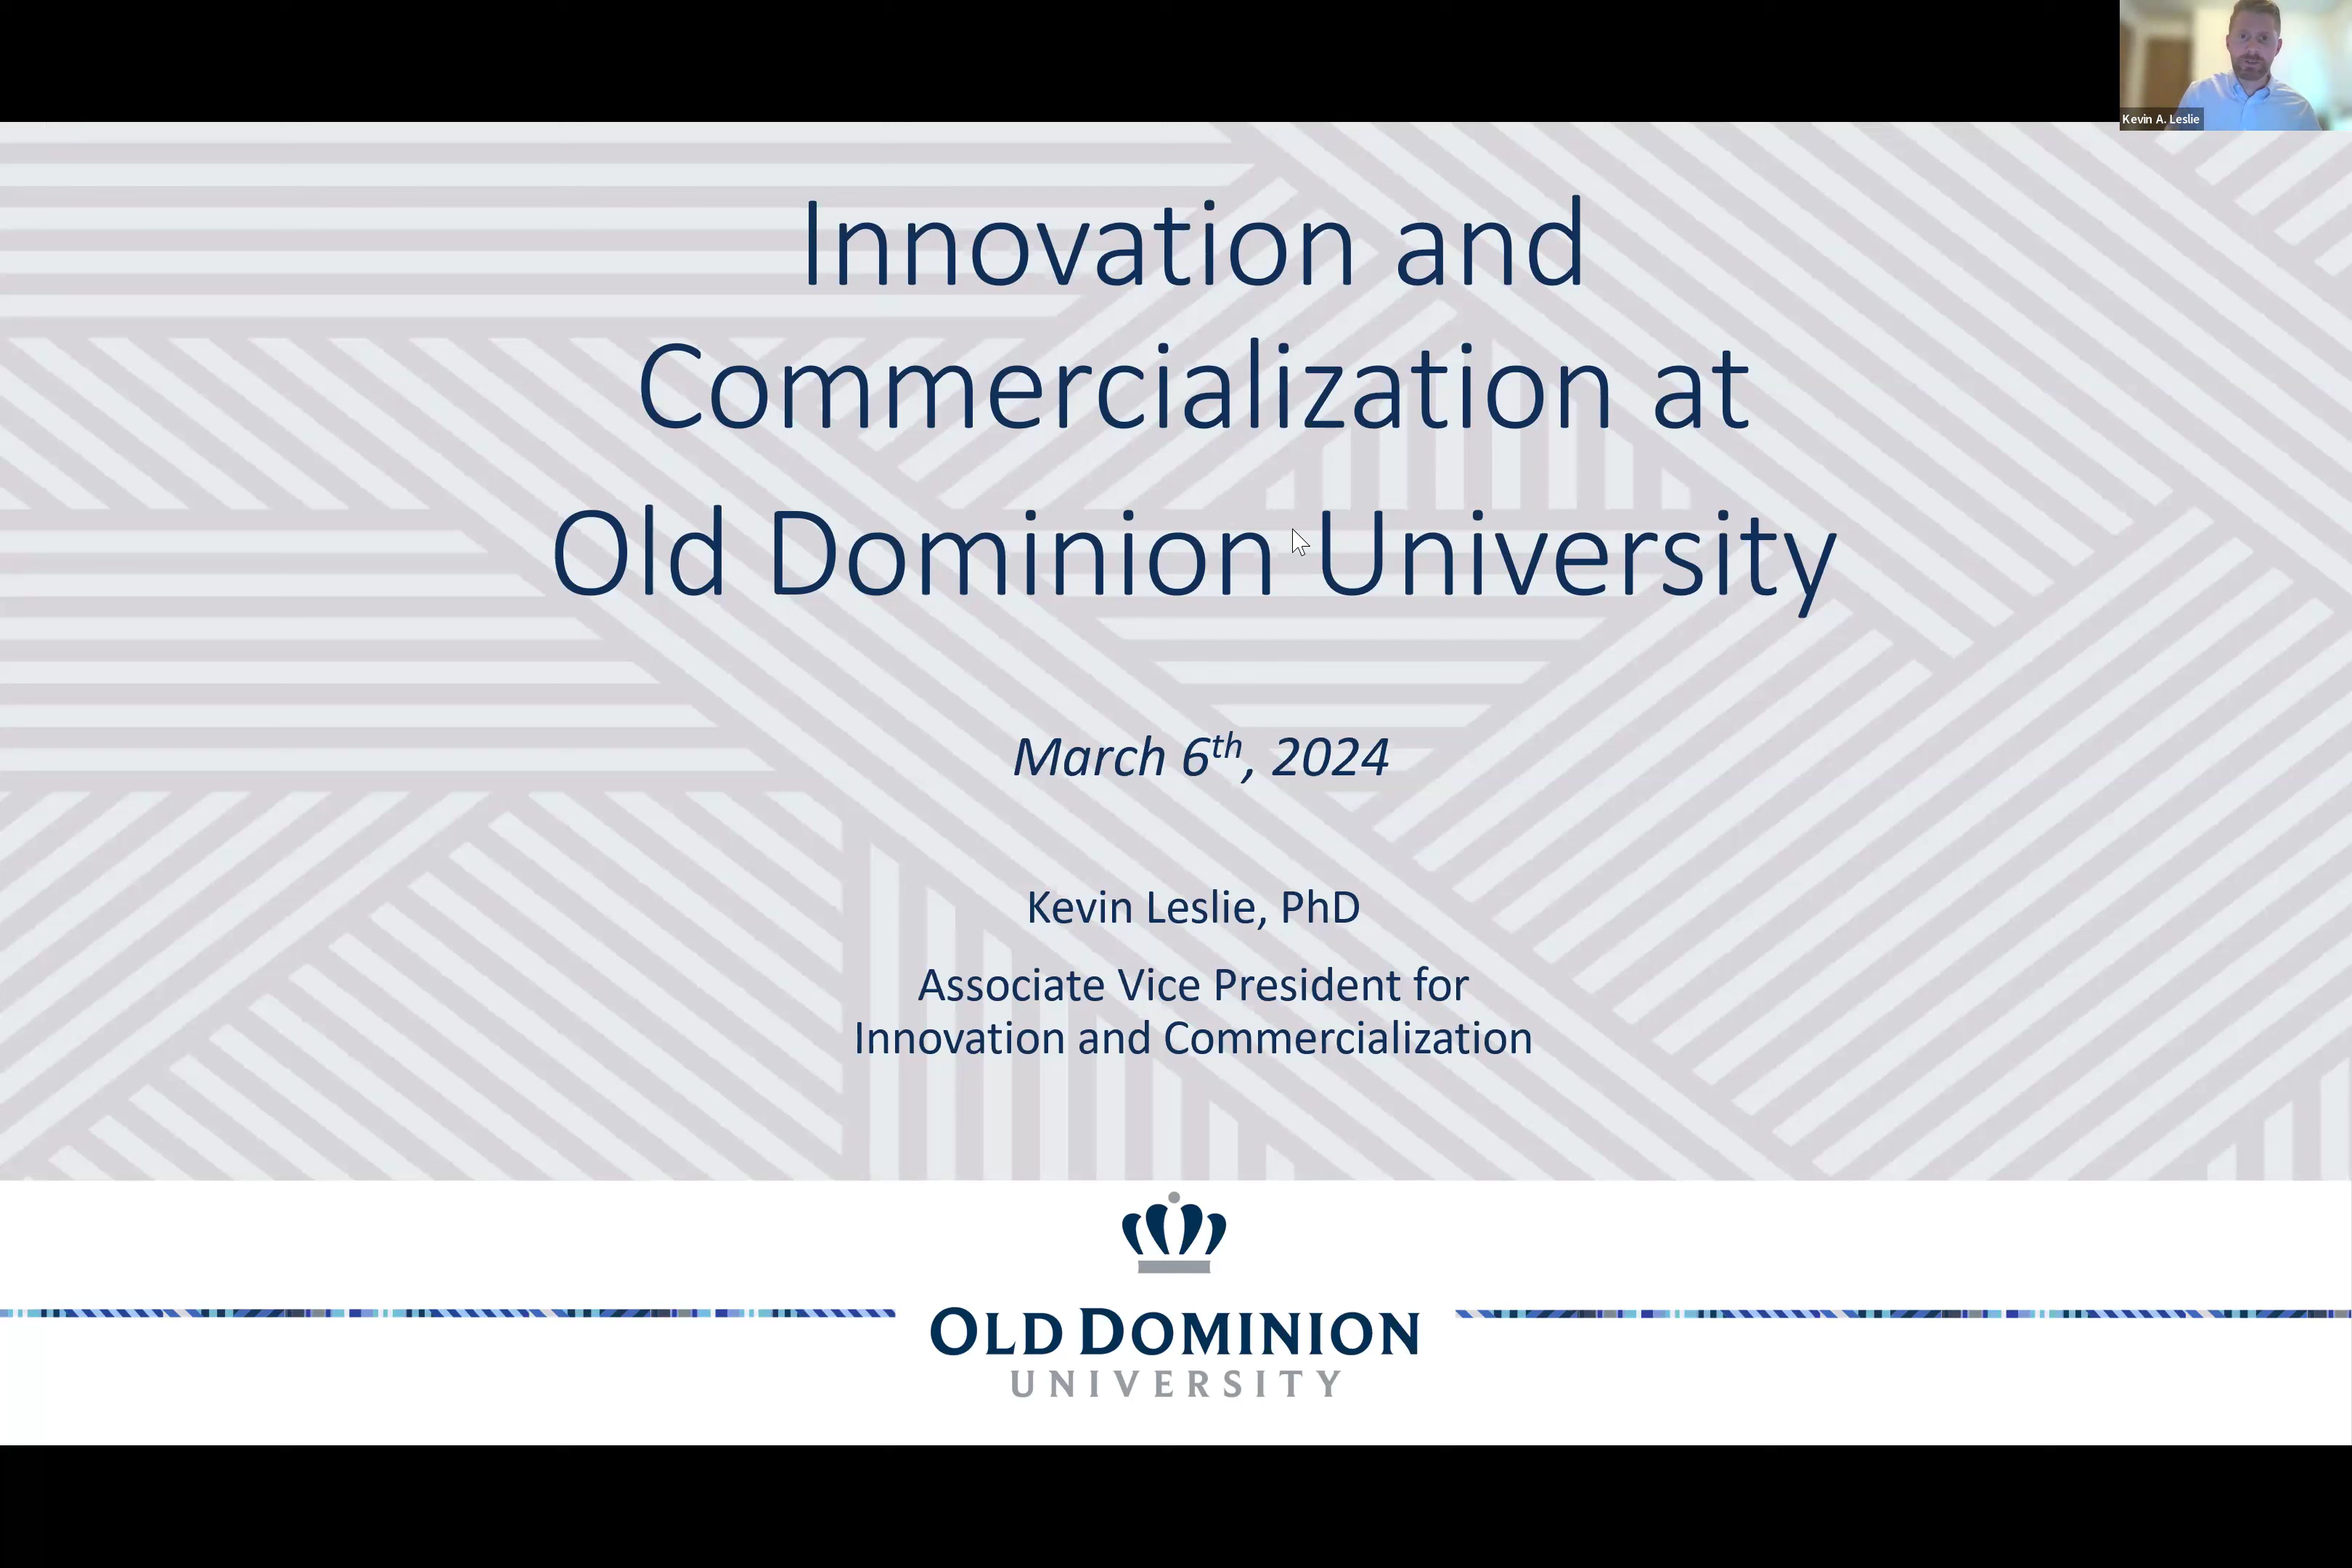 Kevin A. Leslie
Innovation and
Commercialization at
Old Dominion University
March 6th, 2024
Kevin Leslie, PhD
Associate Vice President for
Innovation and Commercialization
OLD DOMINION
UNIVERSITY